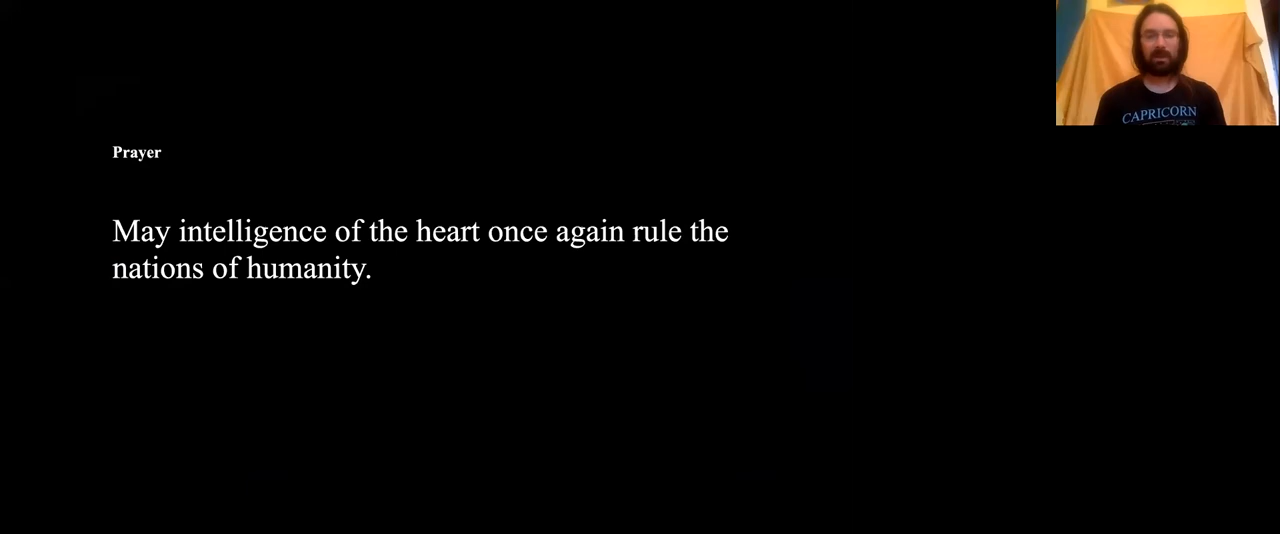 Prayer
May intelligence of the heart once again rule the
nations of humanity.
CAPRICORN